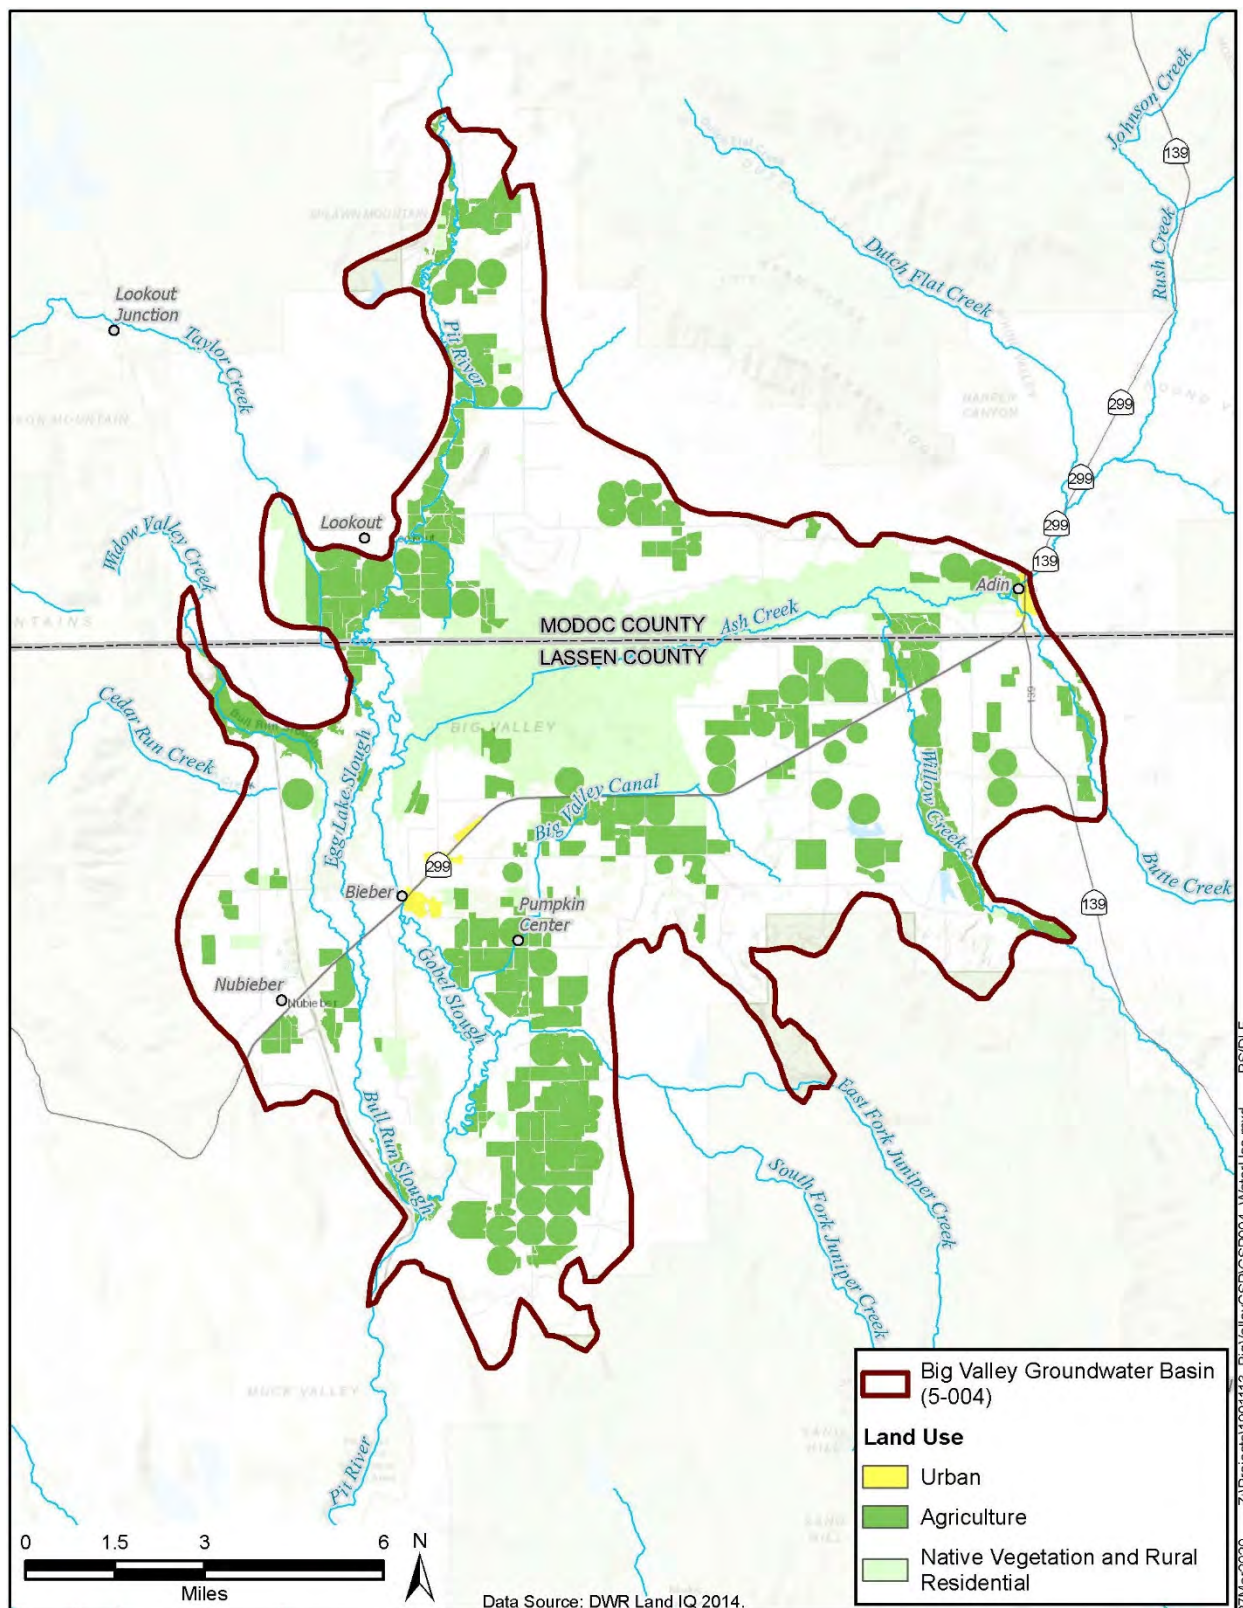 Johnson Creek
139
Dutch Flat Creek
Rush Creek
Lookout
Junction
Taylor Creek
Pit River
299
299
Lookout
Widow Valley Creek
299
139
Adin
MODOC COUNTY
Ash Creek
LASSEN COUNTY
Cedar Run Creek
BIG VALLEY
139
Egg Lake Slough
Big Valley Canal
Willow Creek
299
Bieber
Pumpkin
Center
Butte Creek
139
Gobel Slough
Nubieber
Nubieber
Bull Run Slough
East Fork Juniper Creek
South Fork Juniper Creek
MUCK VALLEY
Pit River
Big Valley Groundwater Basin
(5-004)
Land Use
Urban
Agriculture
Native Vegetation and Rural
Residential
0 1.5 3 6
Miles
N
Data Source: DWR Land IQ 2014.